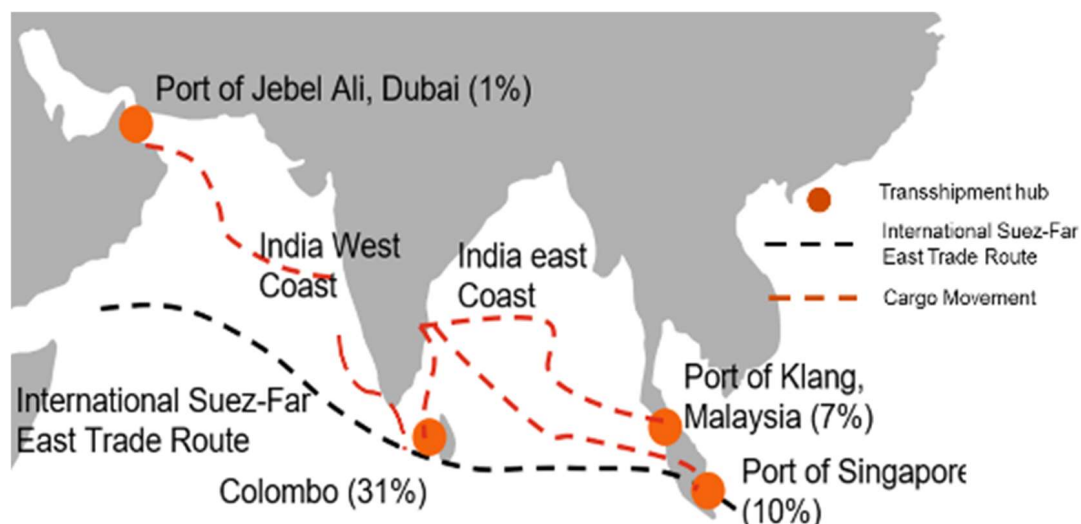 Port of Jebel Ali, Dubai (1%)
Transshipment hub
International Suez-Far
East Trade Route
Cargo Movement
India West
Coast
India east
Coast
International Suez-Far
East Trade Route
Port of Klang,
Malaysia (7%)
Colombo (31%)
Port of Singapore
(10%)